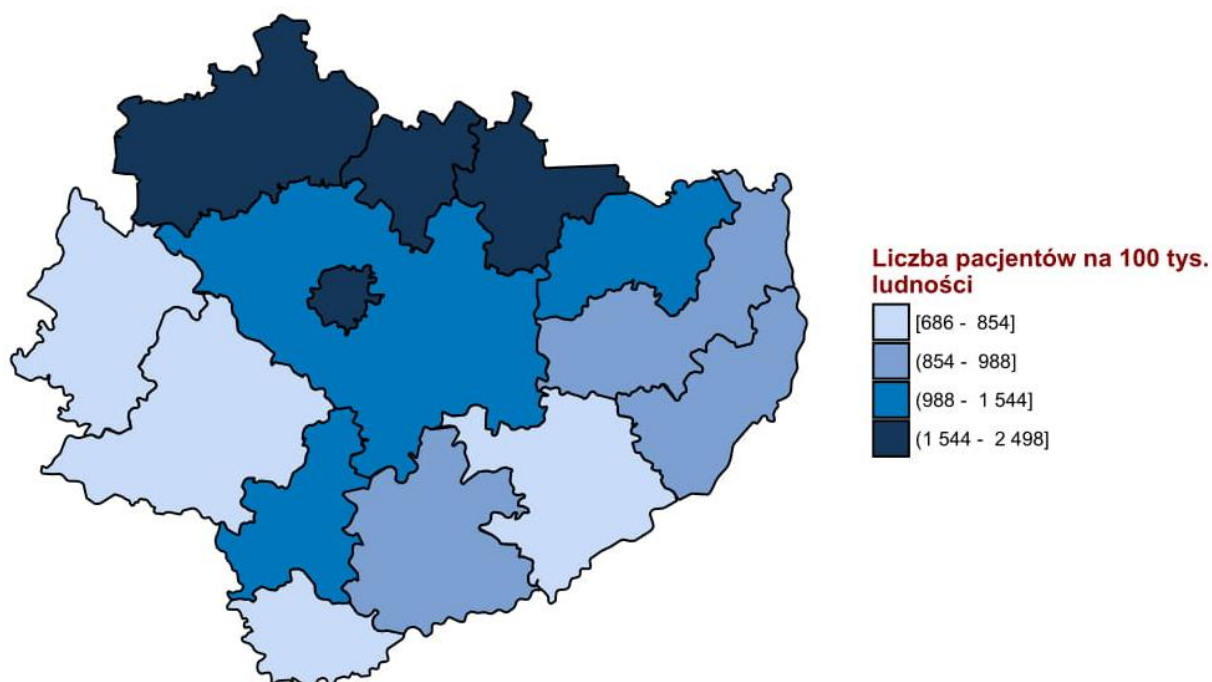 Liczba pacjentów na 100 tys.
ludności
[686 - 854]
(854 - 988]
(988 - 1 544]
(1 544 - 2 498]